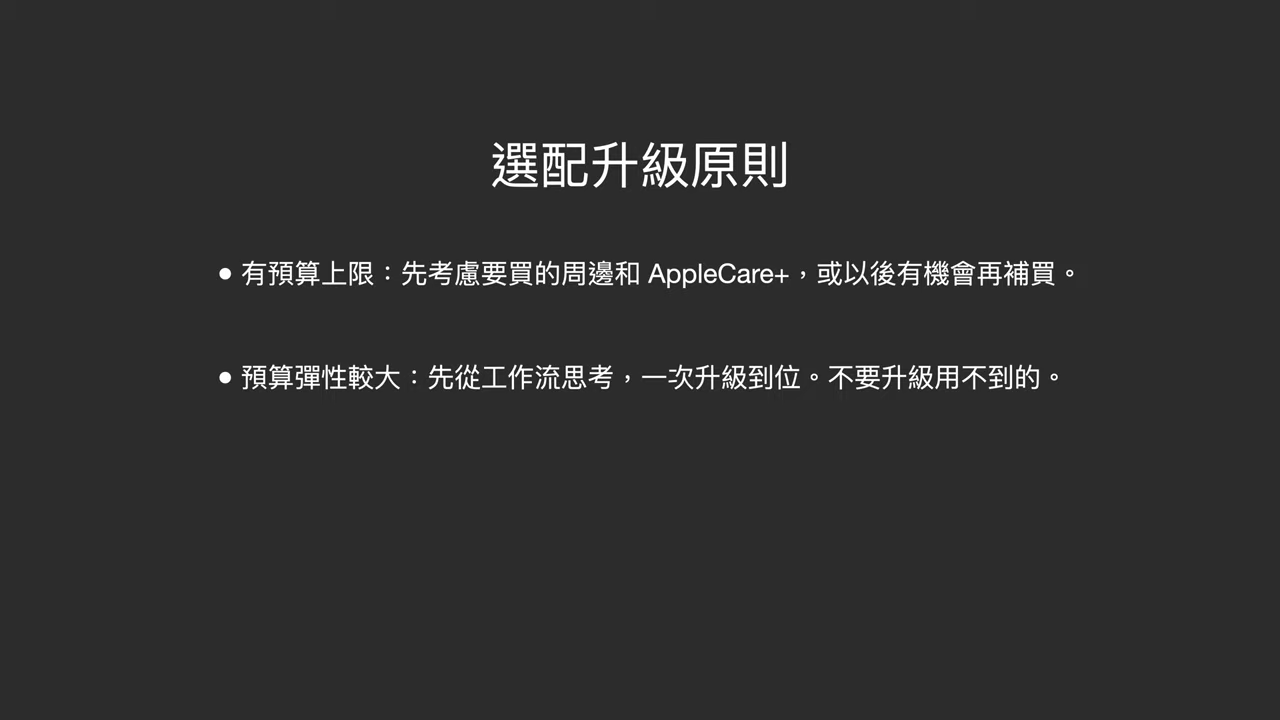 選配升級原則
• 有預算上限：先考慮要買的周邊和 AppleCare+，或以後有機會再補買。
• 預算彈性較大：先從工作流思考，一次升級到位。不要升級用不到的。